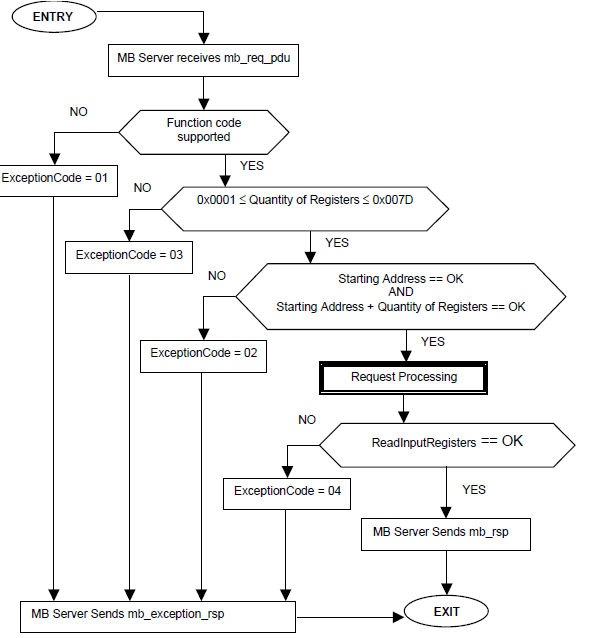 ENTRY
MB Server receives mb_req_pdu
NO
Function code
supported
YES
ExceptionCode = 01
NO
0x0001 ≤ Quantity of Registers ≤ 0x007D
YES
ExceptionCode = 03
NO
Starting Address == OK
AND
Starting Address + Quantity of Registers == OK
YES
ExceptionCode = 02
Request Processing
NO
ReadInputRegisters == OK
YES
ExceptionCode = 04
MB Server Sends mb_rsp
MB Server Sends mb_exception_rsp
EXIT